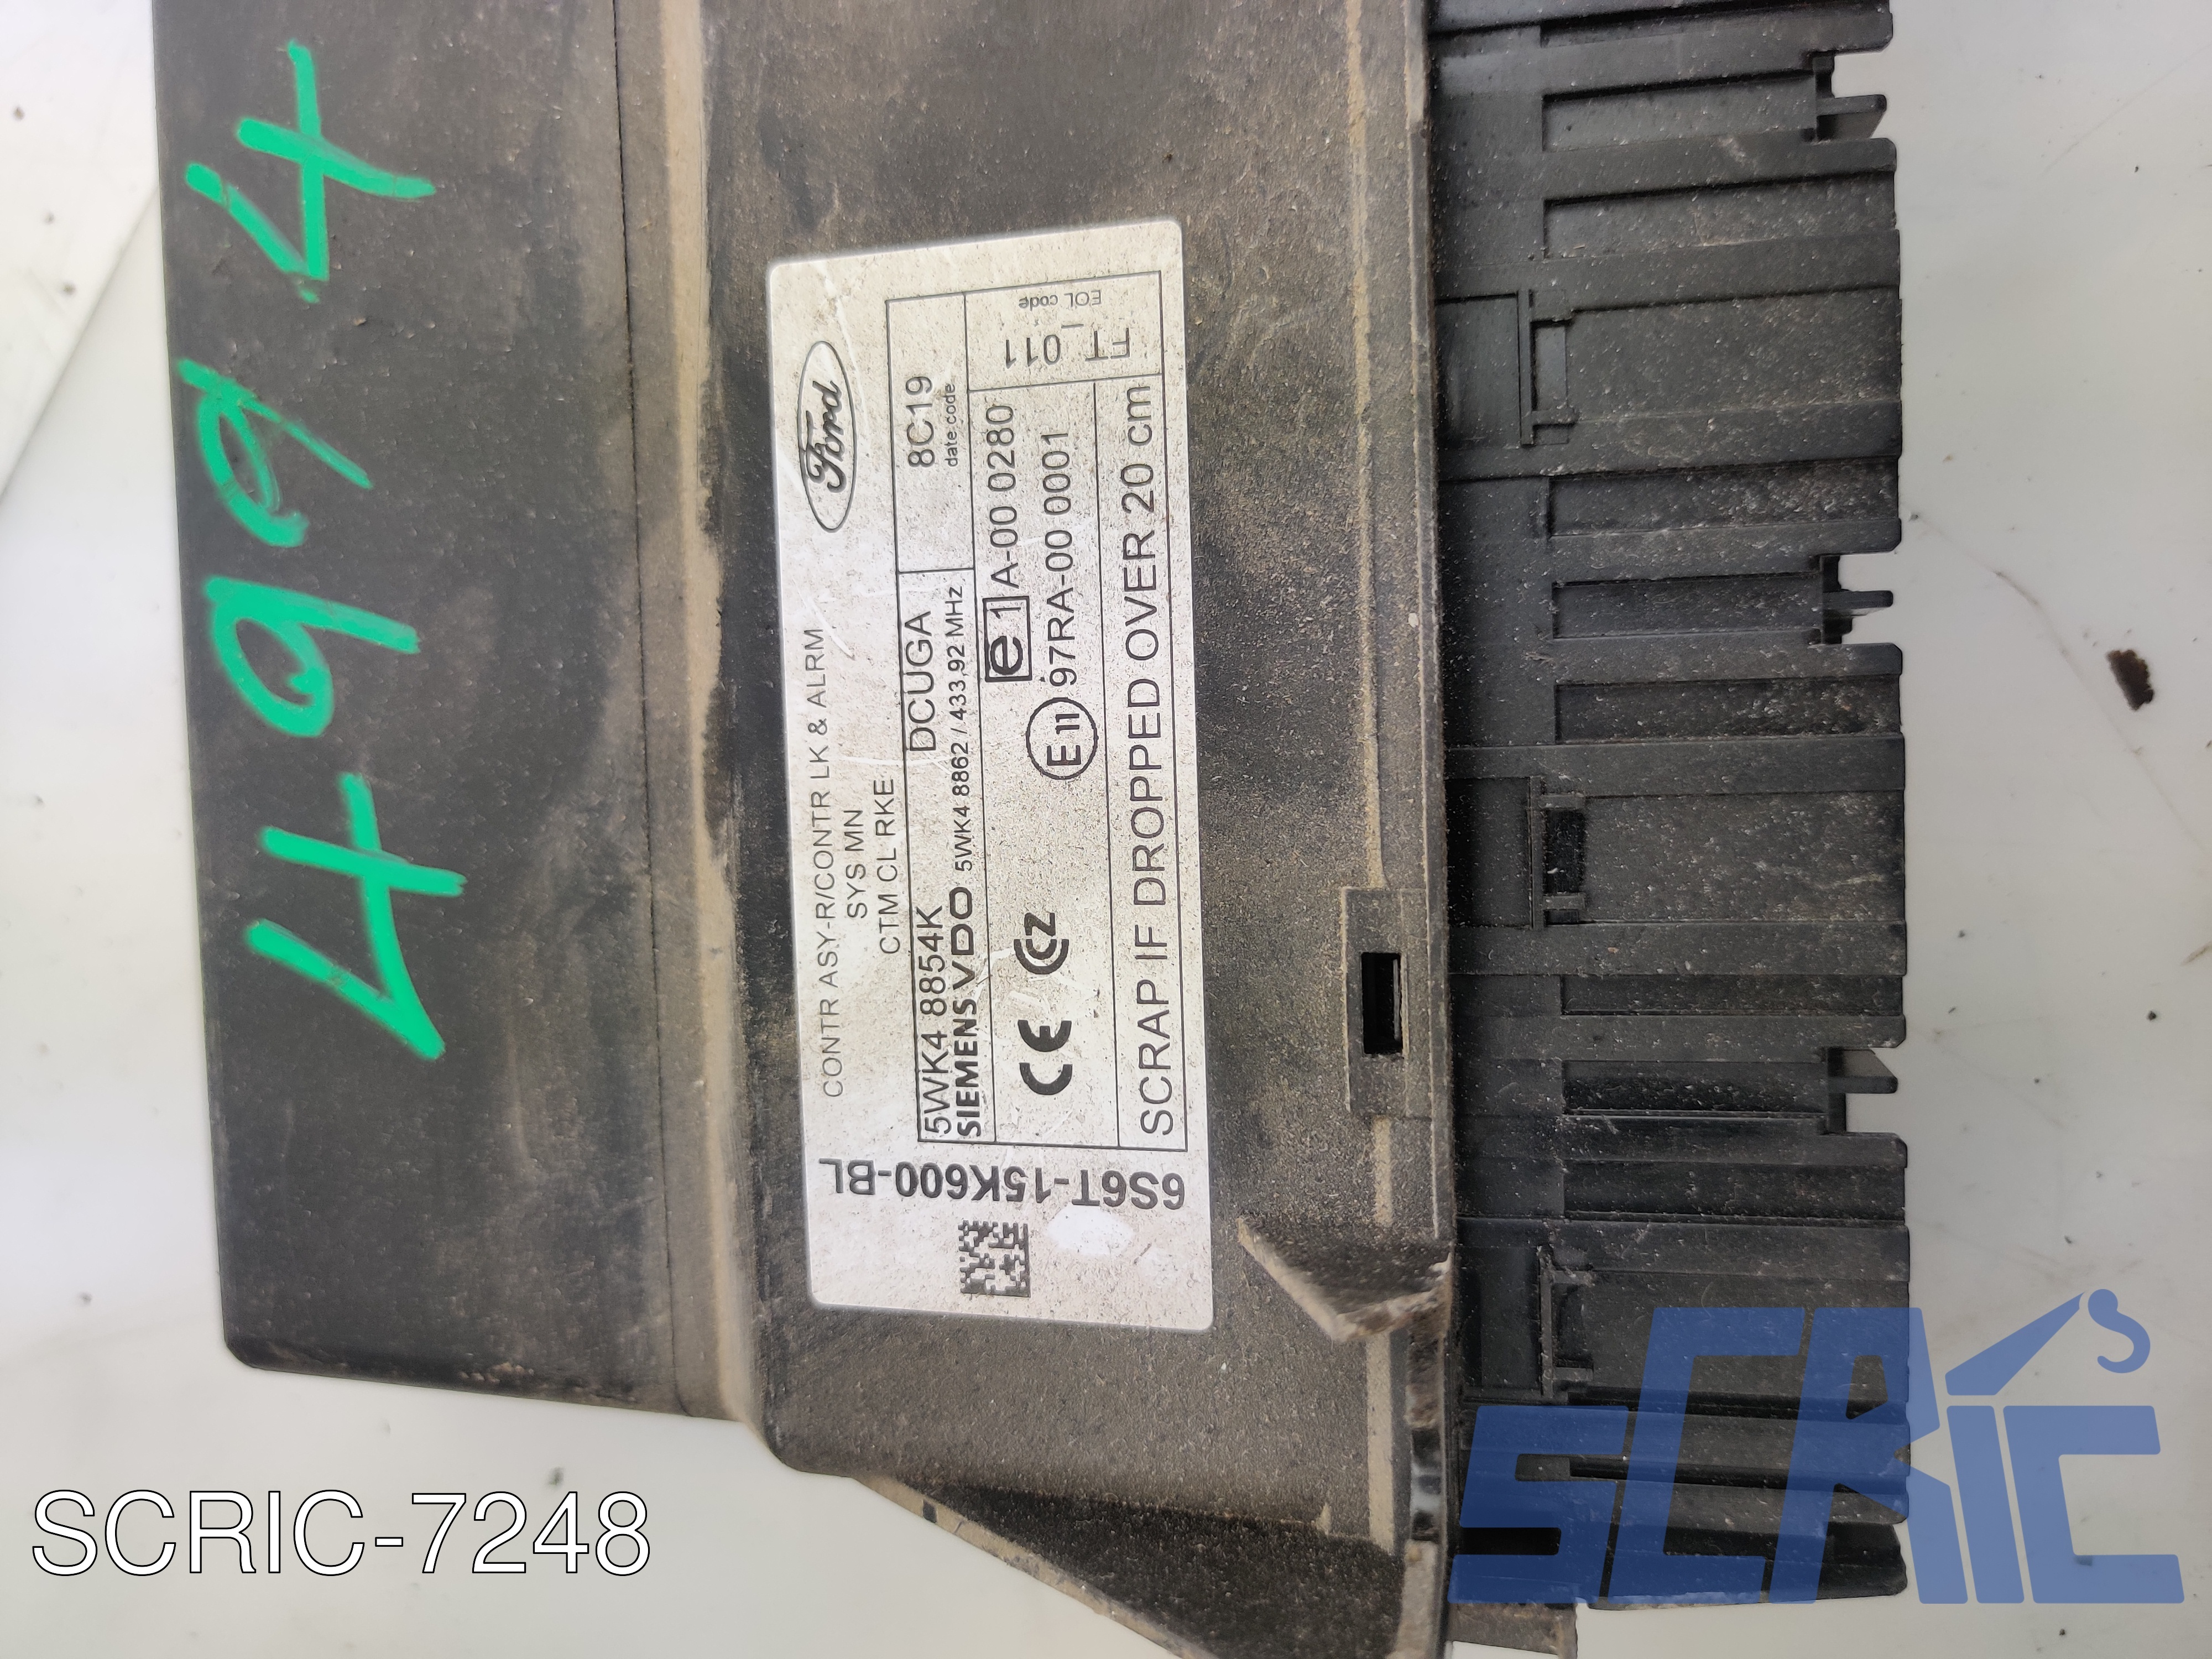 4994
Ford
CONTR ASY-R/CONTR LK & ALRM
SYS MN
CTM CL RKE
5WK4 8854K DCUGA 8C19
date code
SIEMENS VDO 5WK4 8862 / 433,92 MHz
CE CZ e1 A-00 0280
E11 97RA-00 0001
FT_011
EOL code
SCRAP IF DROPPED OVER 20 cm
6S6T-15K600-BL
SCRIC-7248
SCRIC